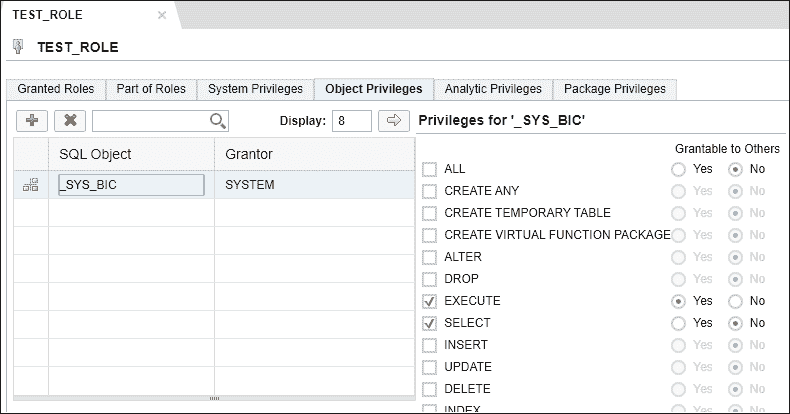 TEST_ROLE
TEST_ROLE
Granted Roles Part of Roles System Privileges Object Privileges Analytic Privileges Package Privileges
Display: 8
SQL Object Grantor
_SYS_BIC SYSTEM
Privileges for '_SYS_BIC'
Grantable to Others
ALL Yes No
CREATE ANY Yes No
CREATE TEMPORARY TABLE Yes No
CREATE VIRTUAL FUNCTION PACKAGE Yes No
ALTER Yes No
DROP Yes No
EXECUTE Yes No
SELECT Yes No
INSERT Yes No
UPDATE Yes No
DELETE Yes No
INDEX Yes No